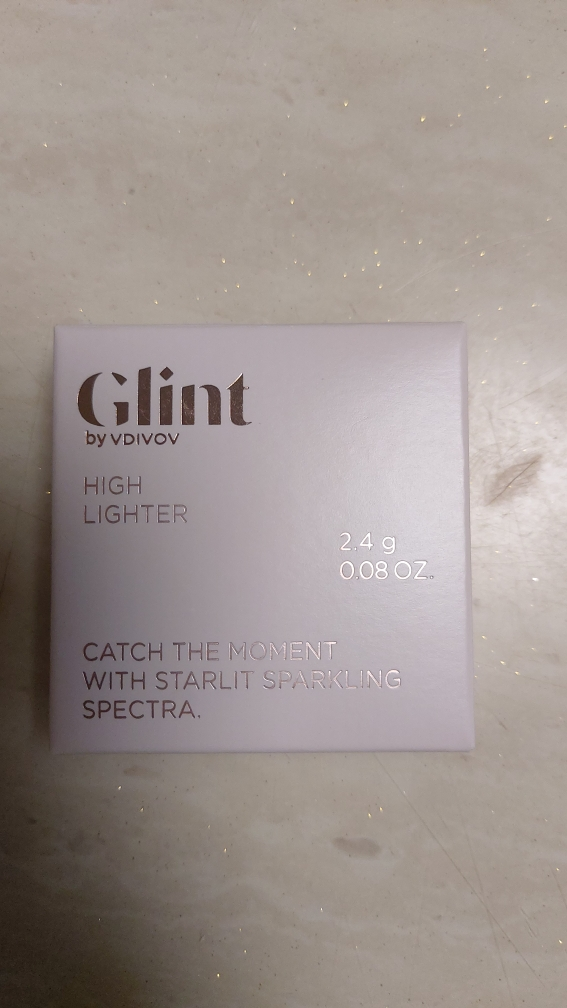 Glint
by VDIVOV
HIGH
LIGHTER
2.4 g
0.08 OZ.
CATCH THE MOMENT
WITH STARLIT SPARKLING
SPECTRA.